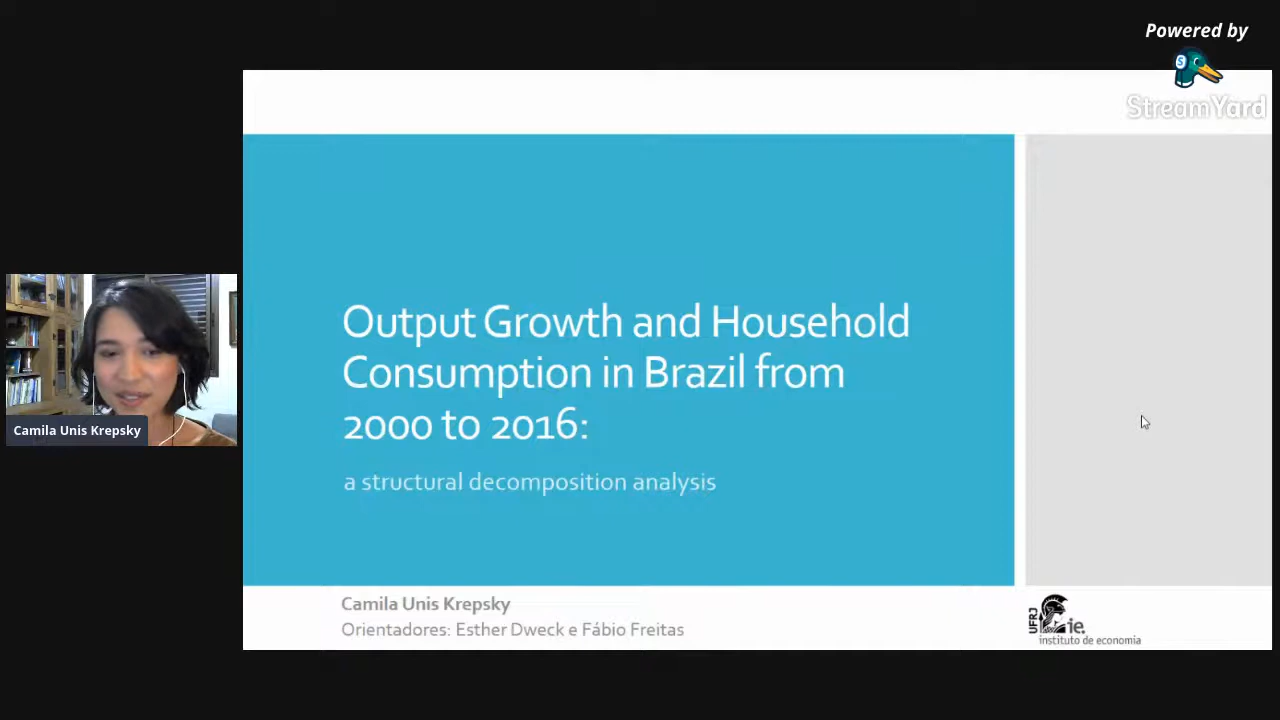 Powered by
StreamYard
Output Growth and Household
Consumption in Brazil from
2000 to 2016:
a structural decomposition analysis
Camila Unis Krepsky
Camila Unis Krepsky
Orientadores: Esther Dweck e Fábio Freitas
UFRJ
ie.
instituto de economia